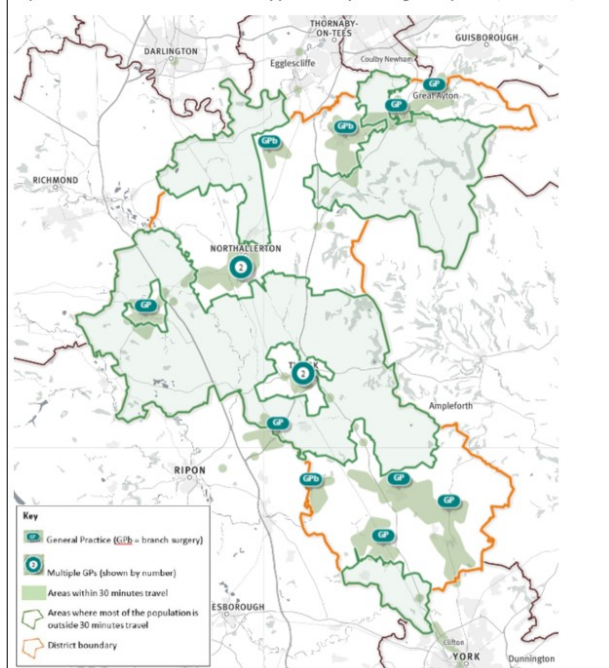 THORNABY-
ON-TEES
DARLINGTON
GUISBOROUGH
Egglescliffe
Coulby Newham
GP
Great Ayton
GP
GPb
GPb
RICHMOND
NORTHALLERTON
2
GP
2
Ampleforth
GP
RIPON
GPb
GP
GP
GP
Key
GP General Practice (GPb = branch surgery)
2 Multiple GPs (shown by number)
Areas within 30 minutes travel
Areas where most of the population is
outside 30 minutes travel
District boundary
ESBOROUGH
Clifton
YORK
Dunnington